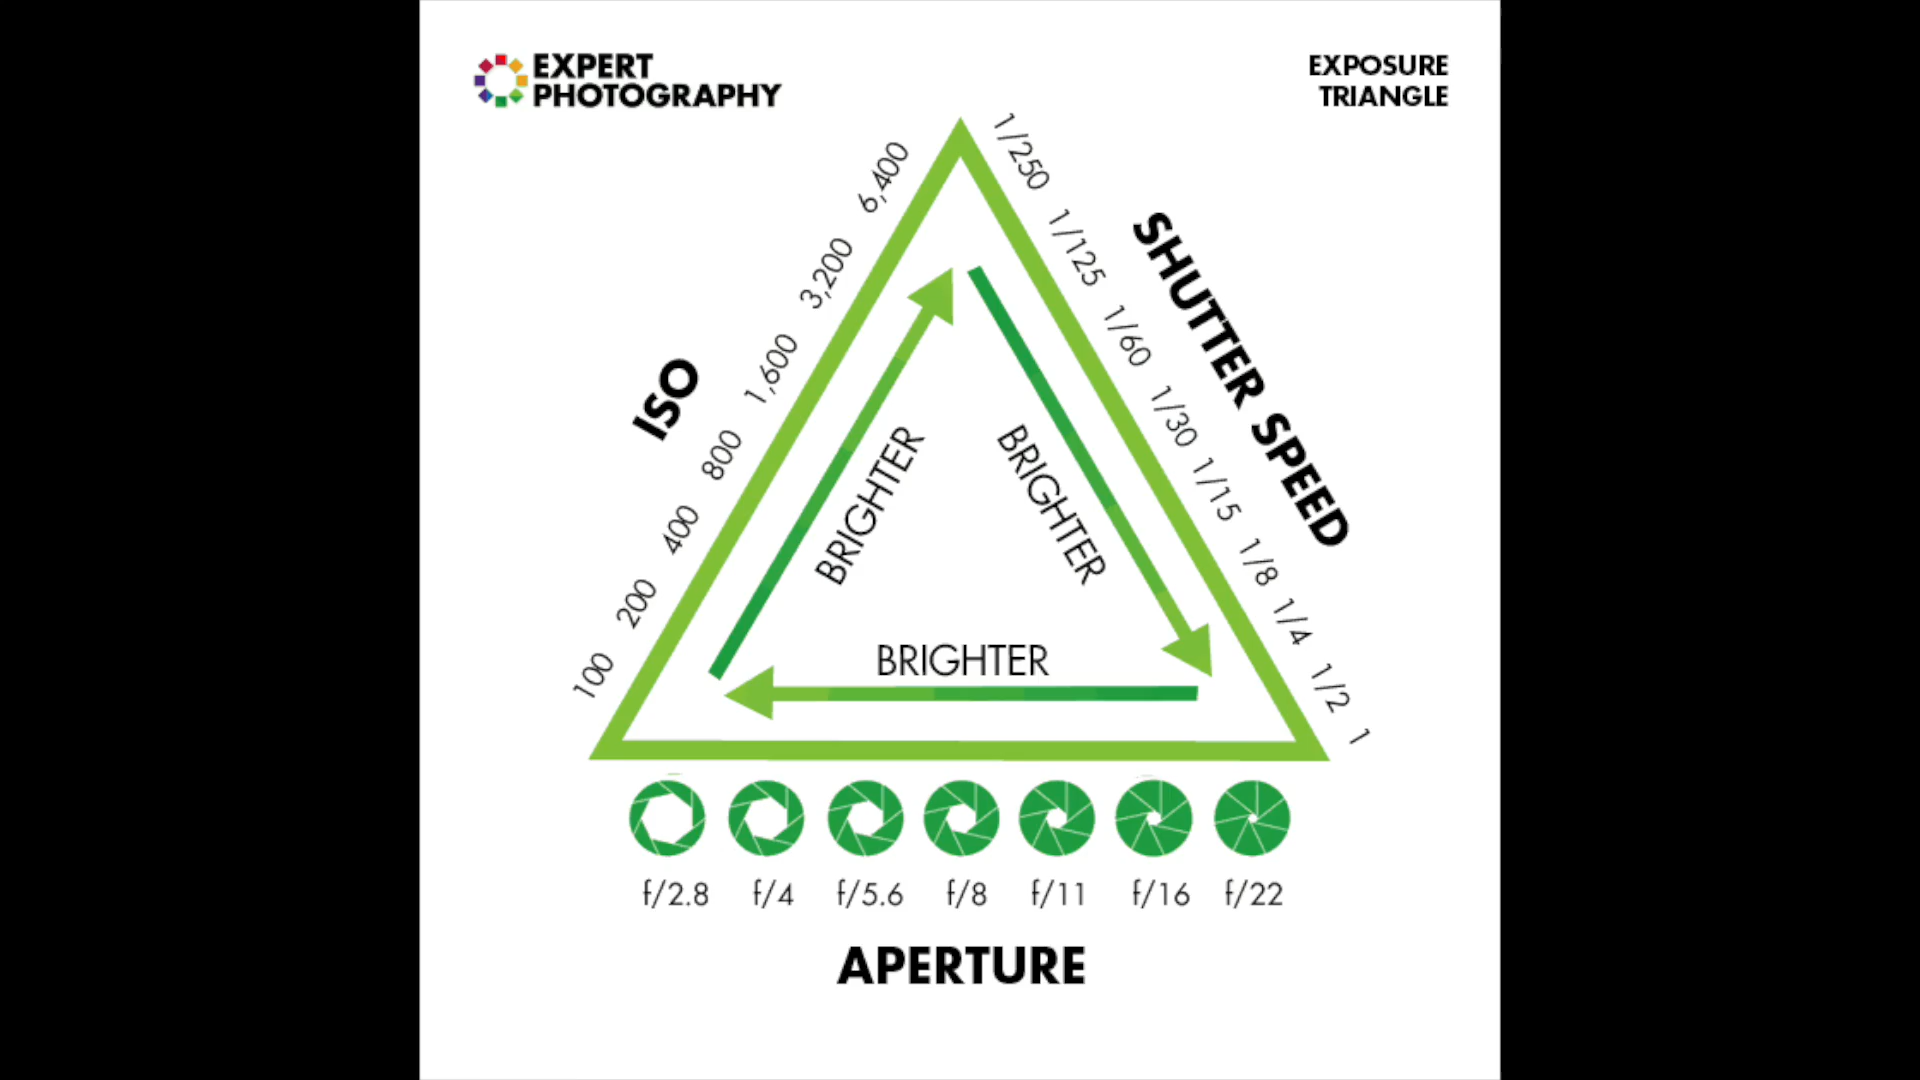 EXPERT
PHOTOGRAPHY
EXPOSURE
TRIANGLE
ISO
100 200 400 800 1,600 3,200 6,400
SHUTTER SPEED
1/250 1/125 1/60 1/30 1/15 1/8 1/4 1/2 1
BRIGHTER
BRIGHTER
BRIGHTER
f/2.8 f/4 f/5.6 f/8 f/11 f/16 f/22
APERTURE